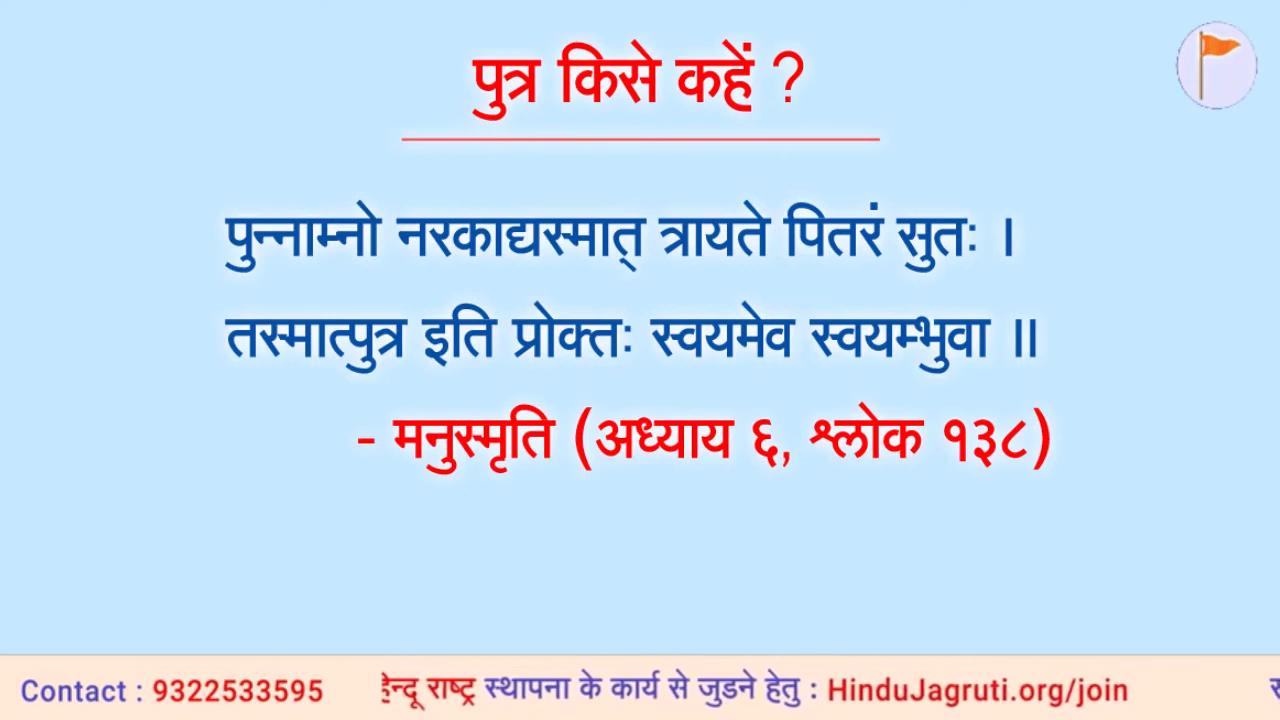 पुत्र किसे कहें ?
पुन्नाम्नो नरकाद्यस्मात् त्रायते पितरं सुतः ।
तस्मात्पुत्र इति प्रोक्तः स्वयमेव स्वयम्भुवा ॥
- मनुस्मृति (अध्याय ६, श्लोक १३८)
Contact : 9322533595 हिन्दू राष्ट्र स्थापना के कार्य से जुडने हेतु : HinduJagruti.org/join